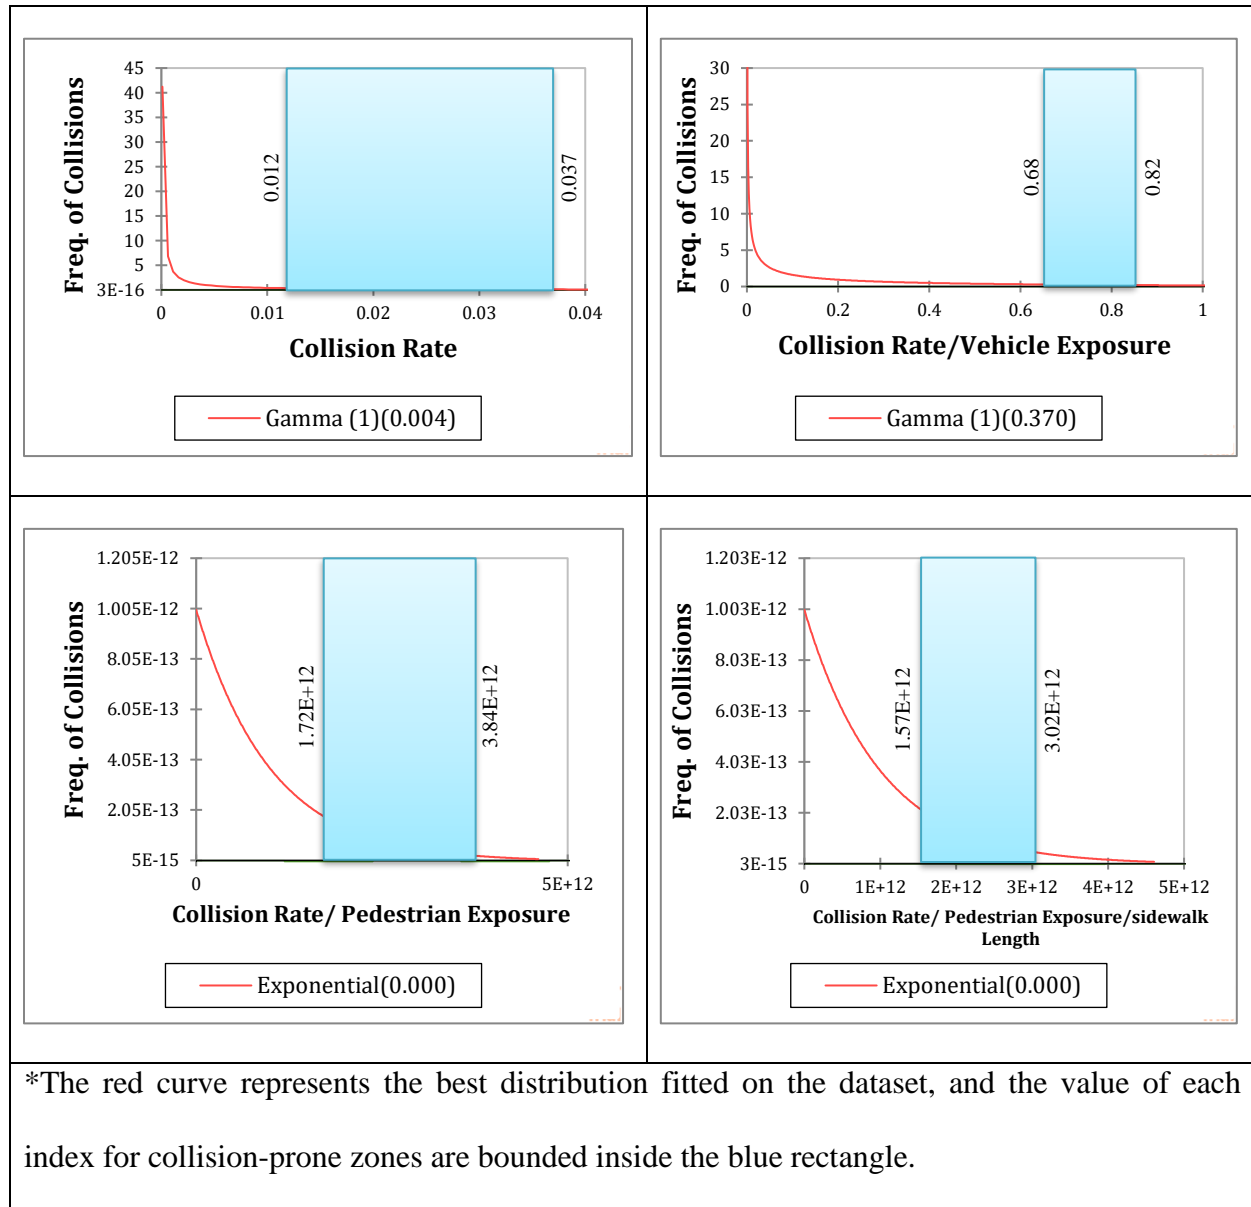 45
40
35
30
25
20
15
10
5
3E-16
Freq. of Collisions
0.012
0.037
0
0.01
0.02
0.03
0.04
Collision Rate
Gamma (1)(0.004)
30
25
20
15
10
5
0
Freq. of Collisions
0.68
0.82
0
0.2
0.4
0.6
0.8
1
Collision Rate/Vehicle Exposure
Gamma (1)(0.370)
1.205E-12
1.005E-12
8.05E-13
6.05E-13
4.05E-13
2.05E-13
5E-15
Freq. of Collisions
1.72E+12
3.84E+12
0
5E+12
Collision Rate/ Pedestrian Exposure
Exponential(0.000)
1.203E-12
1.003E-12
8.03E-13
6.03E-13
4.03E-13
2.03E-13
3E-15
Freq. of Collisions
1.57E+12
3.02E+12
0
1E+12
2E+12
3E+12
4E+12
5E+12
Collision Rate/ Pedestrian Exposure/sidewalk
Length
Exponential(0.000)
*The red curve represents the best distribution fitted on the dataset, and the value of each
index for collision-prone zones are bounded inside the blue rectangle.